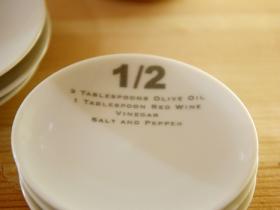 1/2
3 Tablespoons Olive Oil
1 Tablespoon Red Wine
Vinegar
Salt and Pepper